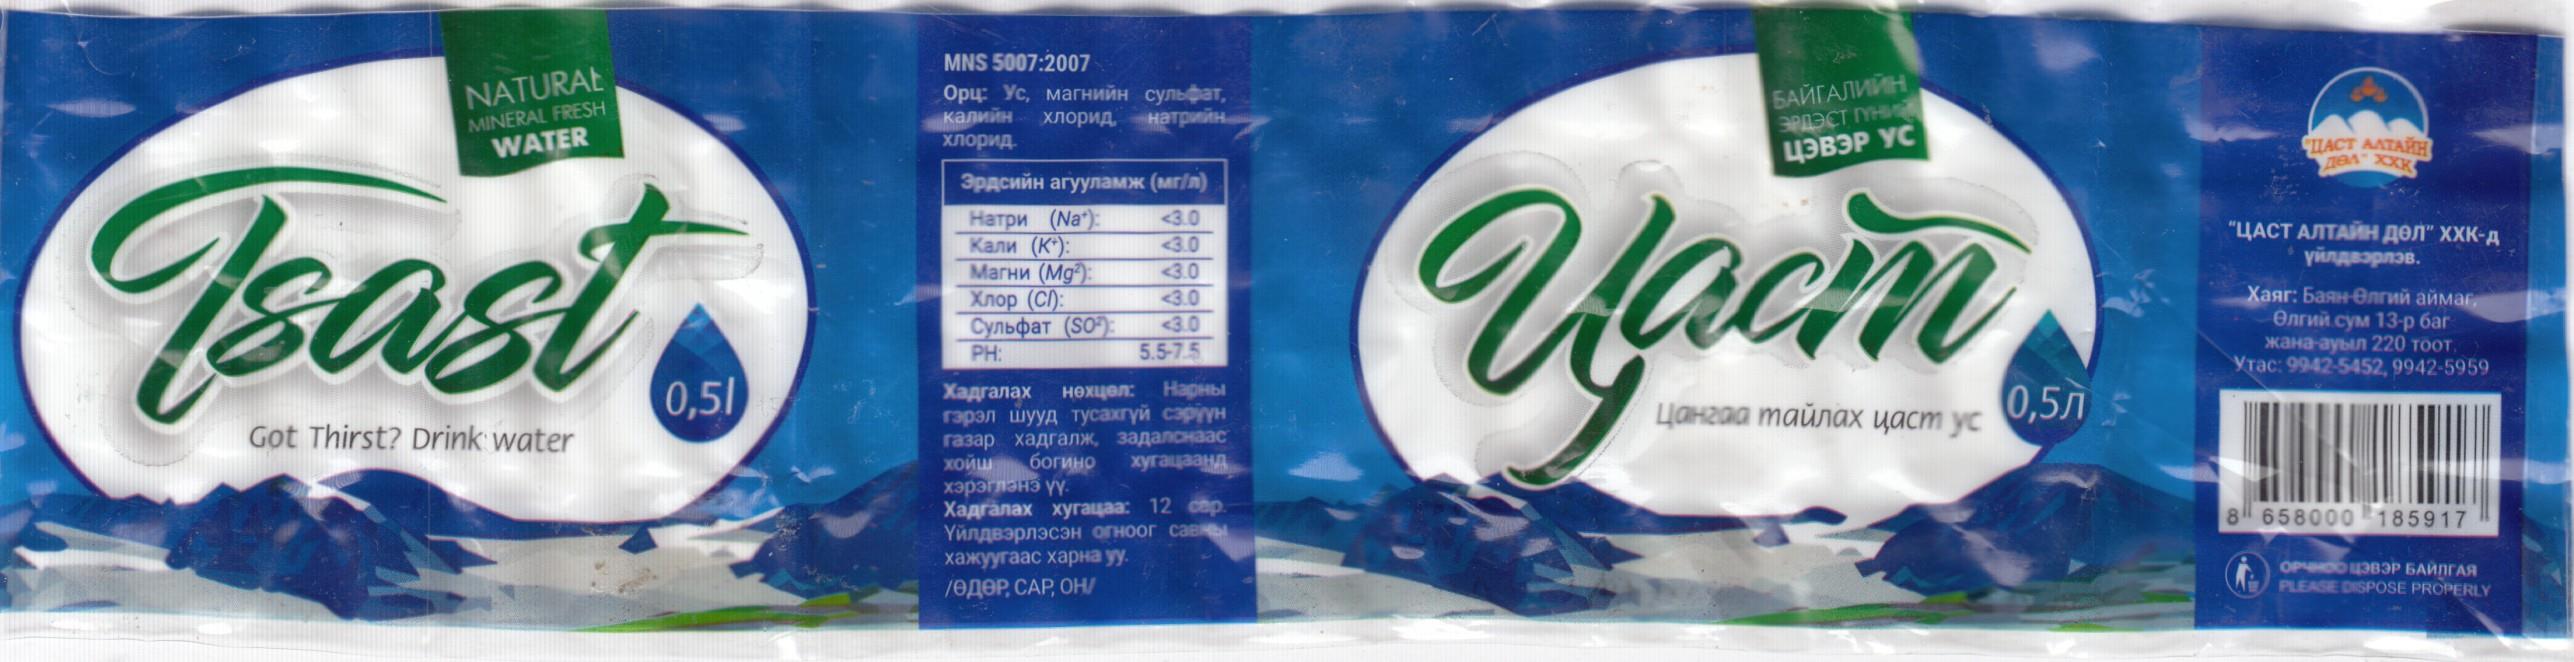 NATURAL
MINERAL FRESH
WATER
Tsast
0,5l
Got Thirst? Drink water
MNS 5007:2007
Орц: Ус, магнийн сульфат,
калийн хлорид, натрийн
хлорид.
Эрдсийн агууламж (мг/л)
Натри (Na⁺): <3.0
Кали (K⁺): <3.0
Магни (Mg²): <3.0
Хлор (Cl): <3.0
Сульфат (SO²): <3.0
PH: 5.5-7.5
Хадгалах нөхцөл: Нарны
гэрэл шууд тусахгүй сэрүүн
газар хадгалж, задалснаас
хойш богино хугацаанд
хэрэглэнэ үү.
Хадгалах хугацаа: 12 сар.
Үйлдвэрлэсэн огноог савны
хажуугаас харна уу.
/ӨДӨР, САР, ОН/
БАЙГАЛИЙН
ЭРДЭСТ ГҮНИЙ
ЦЭВЭР УС
Цаст
0,5л
Цангаа тайлах цаст ус
"ЦАСТ АЛТАЙН
ДӨЛ" ХХК
"ЦАСТ АЛТАЙН ДӨЛ" ХХК-д
үйлдвэрлэв.
Хаяг: Баян-Өлгий аймаг,
Өлгий сум 13-р баг
жана-ауыл 220 тоот,
Утас: 9942-5452, 9942-5959
8 658000 185917
ОРЧНОО ЦЭВЭР БАЙЛГАЯ
PLEASE DISPOSE PROPERLY